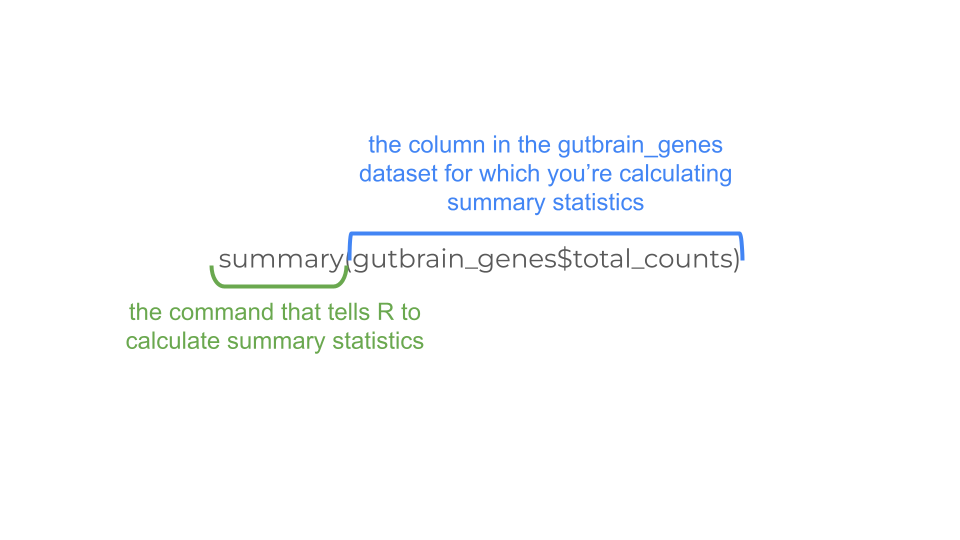 the column in the gutbrain_genes
dataset for which you’re calculating
summary statistics
summary(gutbrain_genes$total_counts)
the command that tells R to
calculate summary statistics